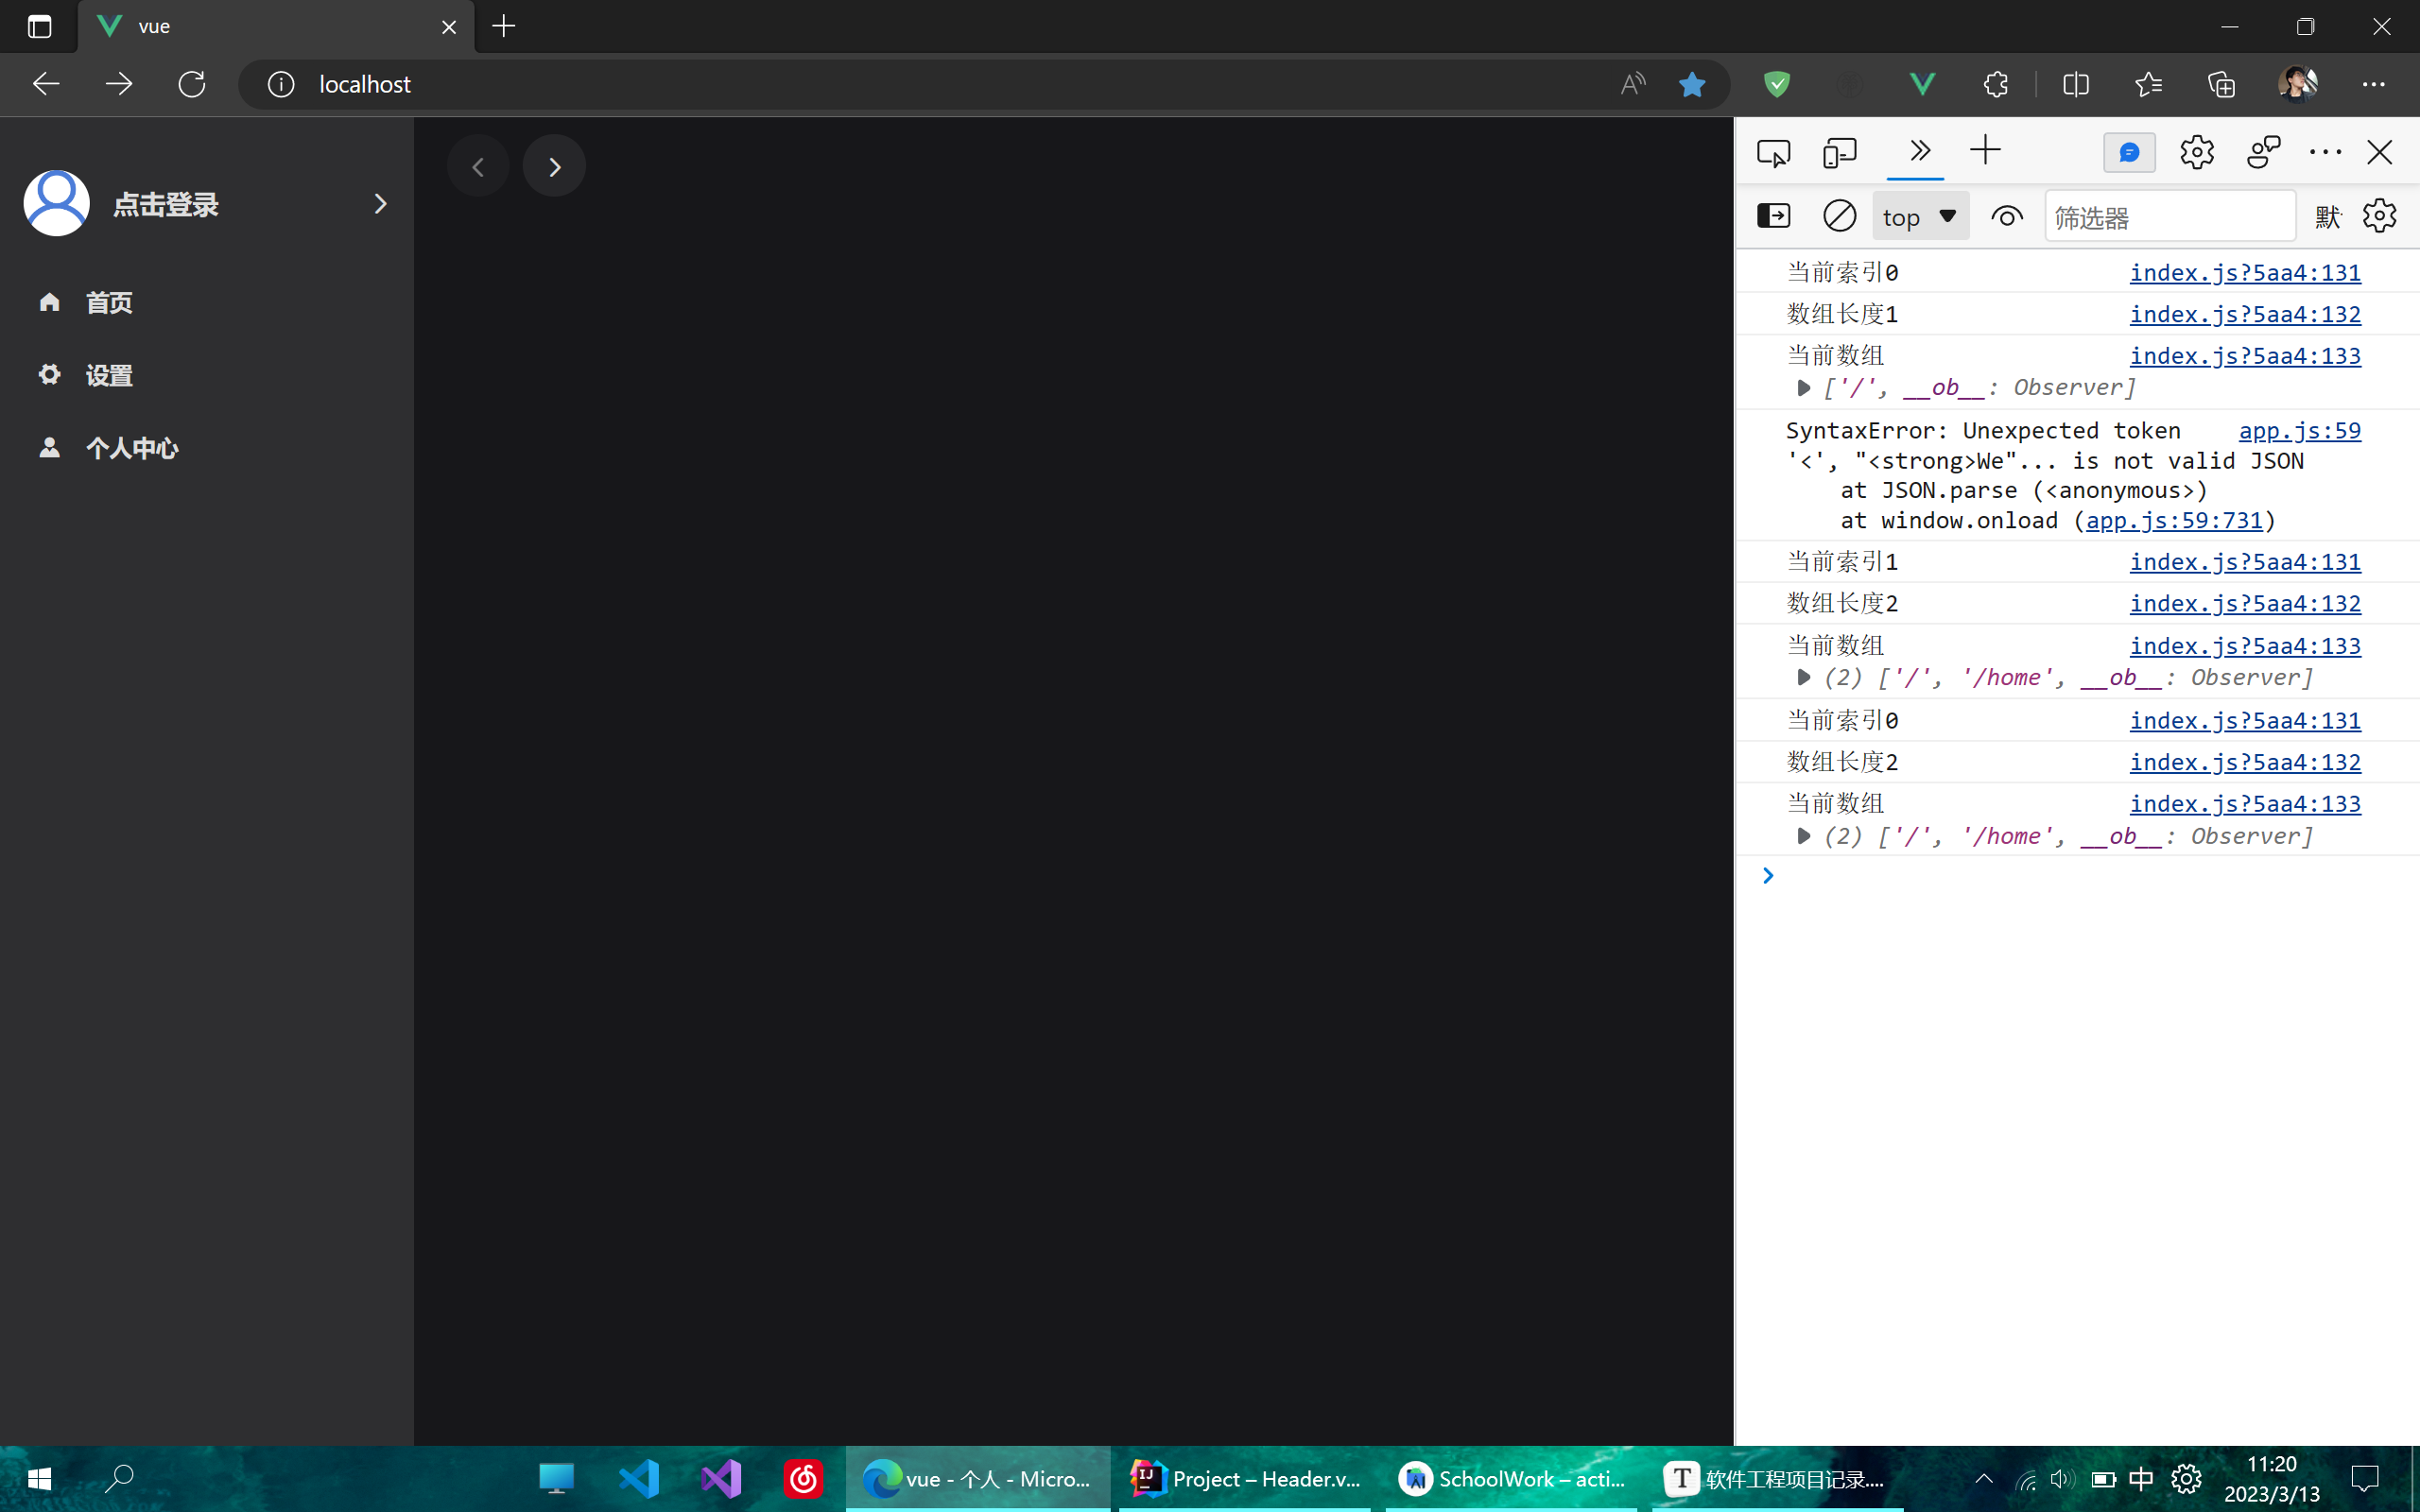 vue
localhost
点击登录
首页
设置
个人中心
top
筛选器
默
当前索引0 index.js?5aa4:131
数组长度1 index.js?5aa4:132
当前数组 index.js?5aa4:133
['/', __ob__: Observer]
SyntaxError: Unexpected token app.js:59
'<', "<strong>We"... is not valid JSON
at JSON.parse (<anonymous>)
at window.onload (app.js:59:731)
当前索引1 index.js?5aa4:131
数组长度2 index.js?5aa4:132
当前数组 index.js?5aa4:133
(2) ['/', '/home', __ob__: Observer]
当前索引0 index.js?5aa4:131
数组长度2 index.js?5aa4:132
当前数组 index.js?5aa4:133
(2) ['/', '/home', __ob__: Observer]
vue - 个人 - Micro...
Project – Header.v...
SchoolWork – acti...
软件工程项目记录....
中
11:20
2023/3/13